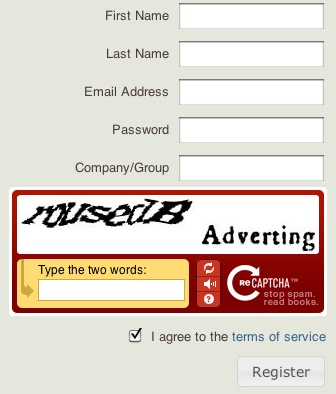 First Name
Last Name
Email Address
Password
Company/Group
rousedB
Adverting
Type the two words:
reCAPTCHA™
stop spam.
read books.
I agree to the terms of service
Register